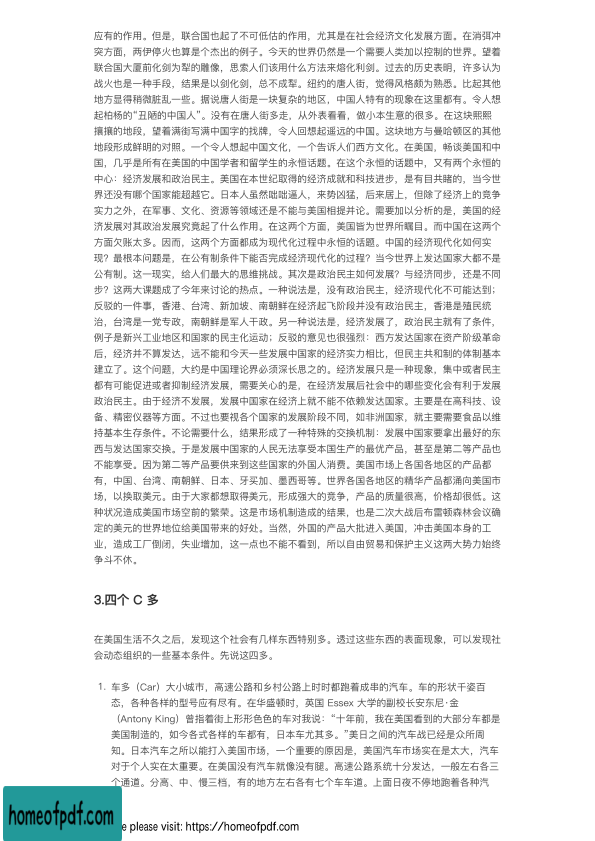 应有的作用。但是，联合国也起了不可低估的作用，尤其是在社会经济文化发展方面。在消弭冲
突方面，两伊停火也算是个杰出的例子。今天的世界仍然是一个需要人类加以控制的世界。望着
联合国大厦前化剑为犁的雕像，思索人们该用什么方法来熔化利剑。过去的历史表明，许多认为
战火也是一种手段，结果是以剑化剑，总不成犁。纽约的唐人街，觉得风格颇为熟悉。比起其他
地方显得稍微脏乱一些。据说唐人街是一块复杂的地区，中国人特有的现象在这里都有。令人想
起柏杨的“丑陋的中国人”。没有在唐人街多走，从外表看看，做小本生意的很多。在这块熙熙
攘攘的地段，望着满街写满中国字的找牌，令人回想起遥远的中国。这块地方与曼哈顿区的其他
地段形成鲜明的对照。一个令人想起中国文化，一个告诉人们西方文化。在美国，畅谈美国和中
国，几乎是所有在美国的中国学者和留学生的永恒话题。在这个永恒的话题中，又有两个永恒的
中心：经济发展和政治民主。美国在本世纪取得的经济成就和科技进步，是有目共睹的，当今世
界还没有哪个国家能超越它。日本人虽然咄咄逼人，来势凶猛，后来居上，但除了经济上的竞争
实力之外，在军事、文化、资源等领域还是不能与美国相提并论。需要加以分析的是，美国的经
济发展对其政治发展究竟起了什么作用。在这两个方面，美国皆为世界所瞩目。而中国在这两个
方面欠账太多。因而，这两个方面都成为现代化过程中永恒的话题。中国的经济现代化如何实
现？最根本问题是，在公有制条件下能否完成经济现代化的过程？当今世界上发达国家大都不是
公有制。这一现实，给人们最大的思维挑战。其次是政治民主如何发展？与经济同步，还是不同
步？这两大课题成了今年来讨论的热点。一种说法是，没有政治民主，经济现代化不可能达到；
反驳的一件事，香港、台湾、新加坡、南朝鲜在经济起飞阶段并没有政治民主，香港是殖民统
治，台湾是一党专政，南朝鲜是军人干政。另一种说法是，经济发展了，政治民主就有了条件，
例子是新兴工业地区和国家的民主化运动；反驳的意见也很强烈：西方发达国家在资产阶级革命
后，经济并不算发达，远不能和今天一些发展中国家的经济实力相比，但民主共和制的体制基本
建立了。这个问题，大约是中国理论界必须深长思之的。经济发展只是一种现象，集中或者民主
都有可能促进或者抑制经济发展，需要关心的是，在经济发展后社会中的哪些变化会有利于发展
政治民主。由于经济不发展，发展中国家在经济上就不能不依赖发达国家。主要是在高科技、设
备、精密仪器等方面。不过也要视各个国家的发展阶段不同，如非洲国家，就主要需要食品以维
持基本生存条件。不论需要什么，结果形成了一种特殊的交换机制：发展中国家要拿出最好的东
西与发达国家交换。于是发展中国家的人民无法享受本国生产的最优产品，甚至是第二等产品也
不能享受。因为第二等产品要供来到这些国家的外国人消费。美国市场上各国各地区的产品都
有，中国、台湾、南朝鲜、日本、牙买加、墨西哥等。世界各国各地区的精华产品都涌向美国市
场，以换取美元。由于大家都想取得美元，形成强大的竞争，产品的质量很高，价格却很低。这
种状况造成美国市场空前的繁荣。这是市场机制造成的结果，也是二次大战后布雷顿森林会议确
定的美元的世界地位给美国带来的好处。当然，外国的产品大批进入美国，冲击美国本身的工
业，造成工厂倒闭，失业增加，这一点也不能不看到，所以自由贸易和保护主义这两大势力始终
争斗不休。
3.四个 C 多
在美国生活不久之后，发现这个社会有几样东西特别多。透过这些东西的表面现象，可以发现社
会动态组织的一些基本条件。先说这四多。
1. 车多（Car）大小城市，高速公路和乡村公路上时时都跑着成串的汽车。车的形状千姿百
态，各种各样的型号应有尽有。在华盛顿时，英国 Essex 大学的副校长安东尼·金
（Antony King）曾指着街上形形色色的车对我说：“十年前，我在美国看到的大部分车都是
美国制造的，如今各式各样的车都有，日本车尤其多。”美日之间的汽车战已经是众所周
知。日本汽车之所以能打入美国市场，一个重要的原因是，美国汽车市场实在是太大，汽车
对于个人实在太重要。在美国没有汽车就像没有腿。高速公路系统十分发达，一般左右各三
个通道。分高、中、慢三档，有的地方左右各有七个车车道。上面日夜不停地跑着各种汽
homeofpdf.com
e please visit: https://homeofpdf.com